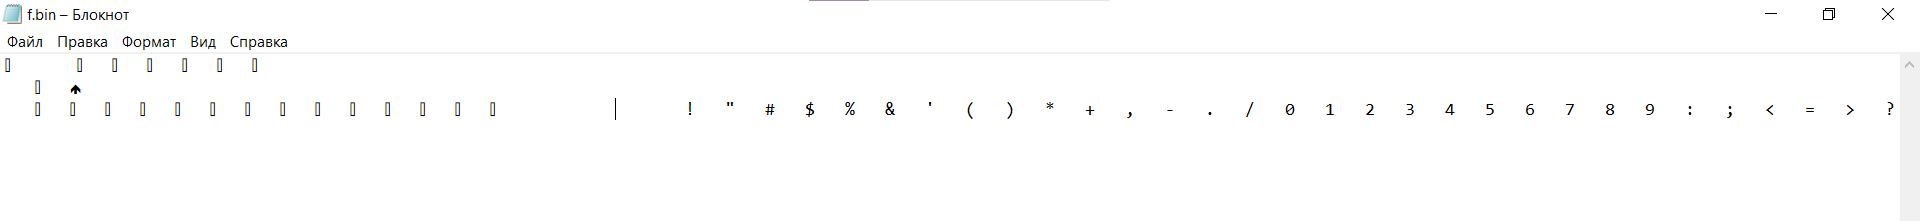 f.bin – Блокнот
Файл Правка Формат Вид Справка
! " # $ % & ' ( ) * + , - . / 0 1 2 3 4 5 6 7 8 9 : ; < = > ?